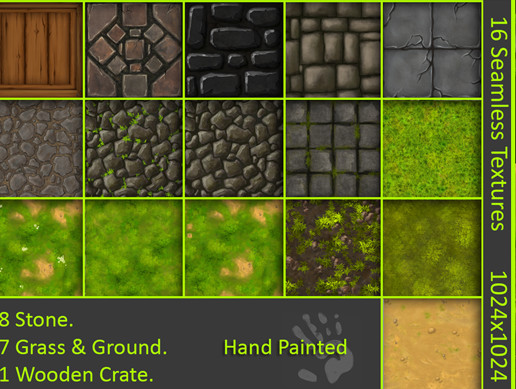 16 Seamless Textures 1024x1024
8 Stone.
7 Grass & Ground.
1 Wooden Crate.
Hand Painted